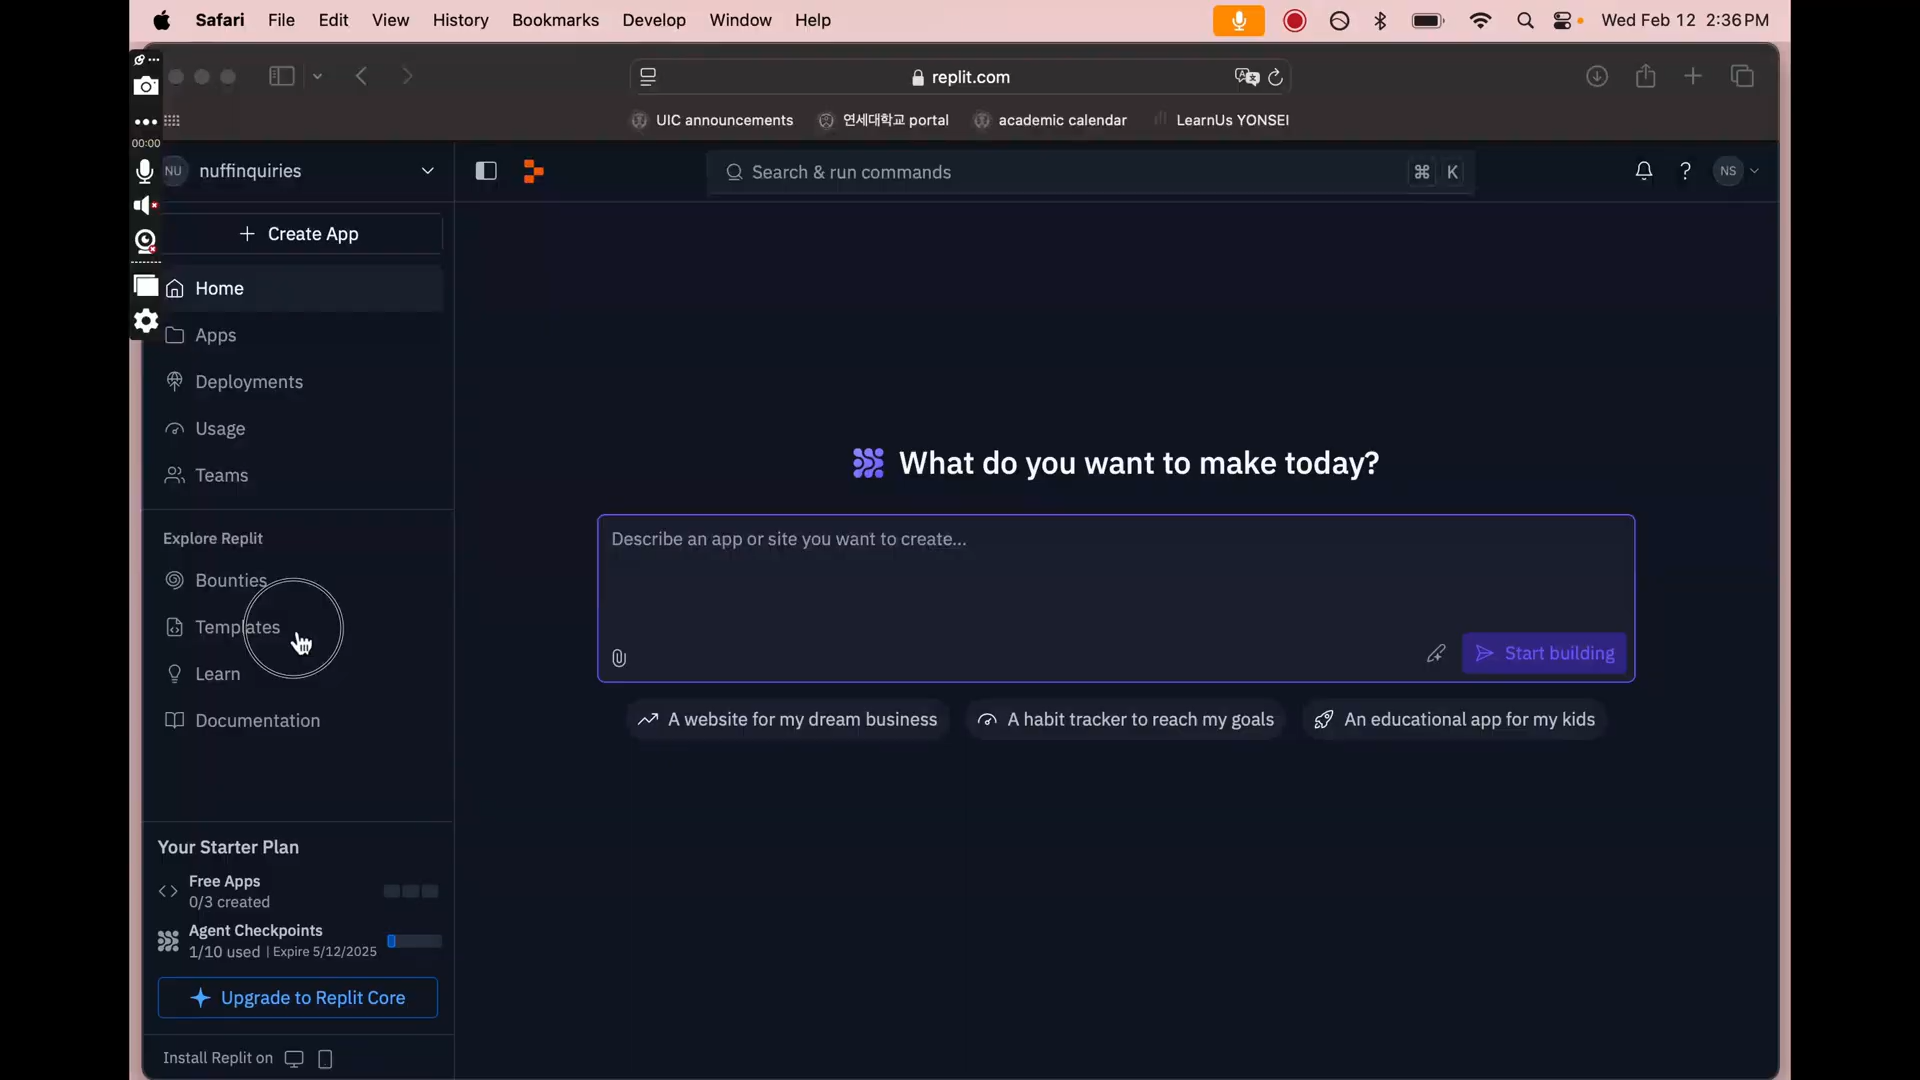 Safari File Edit View History Bookmarks Develop Window Help Wed Feb 12 2:36 PM
replit.com
UIC announcements 연세대학교 portal academic calendar LearnUs YONSEI
00:00
NU nuffinquiries
Search & run commands ⌘ K
? NS
+ Create App
Home
Apps
Deployments
Usage
Teams
Explore Replit
Bounties
Templates
Learn
Documentation
What do you want to make today?
Describe an app or site you want to create...
Start building
A website for my dream business A habit tracker to reach my goals An educational app for my kids
Your Starter Plan
Free Apps
0/3 created
Agent Checkpoints
1/10 used | Expire 5/12/2025
Upgrade to Replit Core
Install Replit on